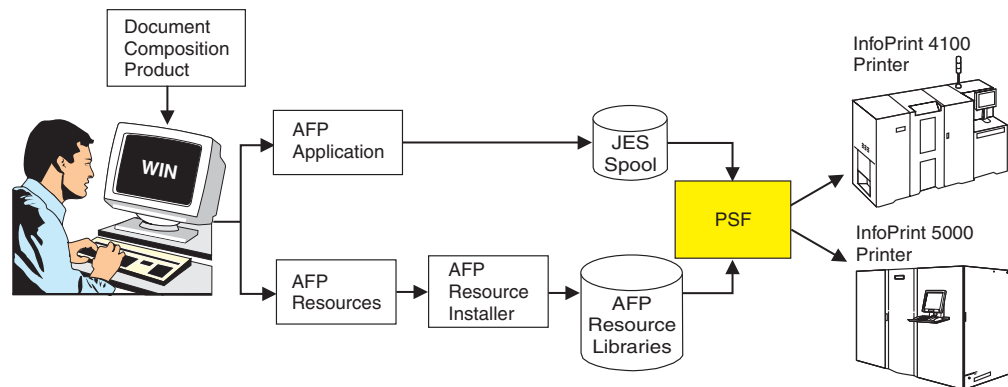 Document
Composition
Product
WIN
AFP
Application
JES
Spool
PSF
InfoPrint 4100
Printer
InfoPrint 5000
Printer
AFP
Resources
AFP
Resource
Installer
AFP
Resource
Libraries